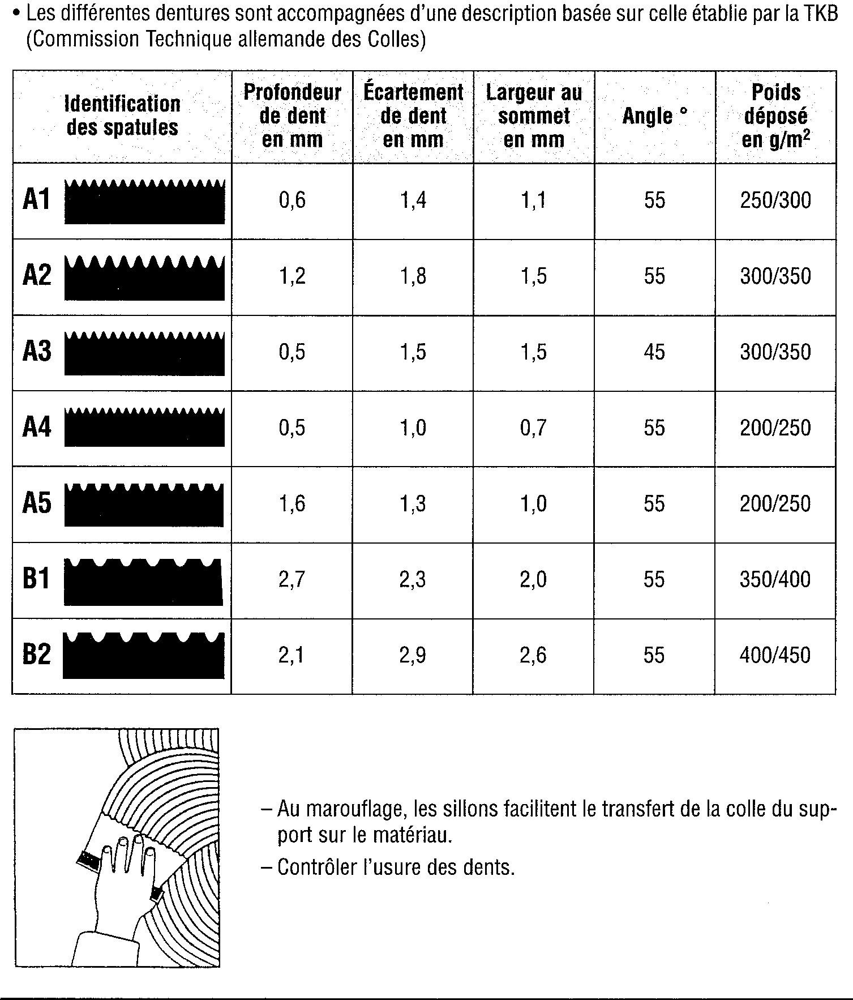 • Les différentes dentures sont accompagnées d'une description basée sur celle établie par la TKB
(Commission Technique allemande des Colles)
Identification des spatules | Profondeur de dent en mm | Écartement de dent en mm | Largeur au sommet en mm | Angle ° | Poids déposé en g/m²
A1 0,6 1,4 1,1 55 250/300
A2 1,2 1,8 1,5 55 300/350
A3 0,5 1,5 1,5 45 300/350
A4 0,5 1,0 0,7 55 200/250
A5 1,6 1,3 1,0 55 200/250
B1 2,7 2,3 2,0 55 350/400
B2 2,1 2,9 2,6 55 400/450
– Au marouflage, les sillons facilitent le transfert de la colle du sup-
port sur le matériau.
– Contrôler l'usure des dents.